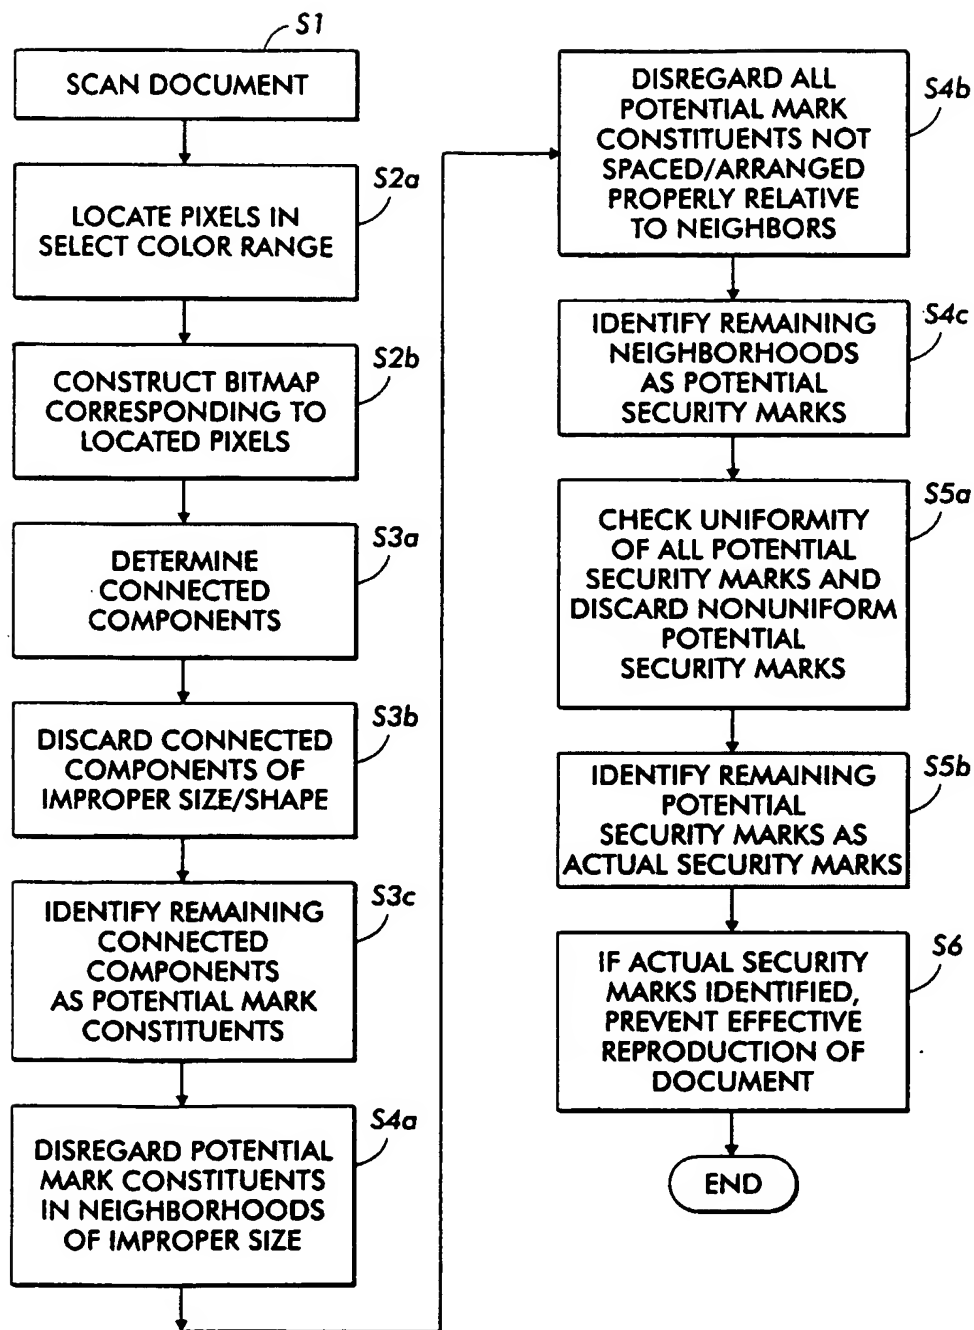 S1
SCAN DOCUMENT
S2a
LOCATE PIXELS IN
SELECT COLOR RANGE
S2b
CONSTRUCT BITMAP
CORRESPONDING TO
LOCATED PIXELS
S3a
DETERMINE
CONNECTED
COMPONENTS
S3b
DISCARD CONNECTED
COMPONENTS OF
IMPROPER SIZE/SHAPE
S3c
IDENTIFY REMAINING
CONNECTED
COMPONENTS
AS POTENTIAL MARK
CONSTITUENTS
S4a
DISREGARD POTENTIAL
MARK CONSTITUENTS
IN NEIGHBORHOODS
OF IMPROPER SIZE
S4b
DISREGARD ALL
POTENTIAL MARK
CONSTITUENTS NOT
SPACED/ARRANGED
PROPERLY RELATIVE
TO NEIGHBORS
S4c
IDENTIFY REMAINING
NEIGHBORHOODS
AS POTENTIAL
SECURITY MARKS
S5a
CHECK UNIFORMITY
OF ALL POTENTIAL
SECURITY MARKS AND
DISCARD NONUNIFORM
POTENTIAL
SECURITY MARKS
S5b
IDENTIFY REMAINING
POTENTIAL
SECURITY MARKS AS
ACTUAL SECURITY MARKS
S6
IF ACTUAL SECURITY
MARKS IDENTIFIED,
PREVENT EFFECTIVE
REPRODUCTION OF
DOCUMENT
END